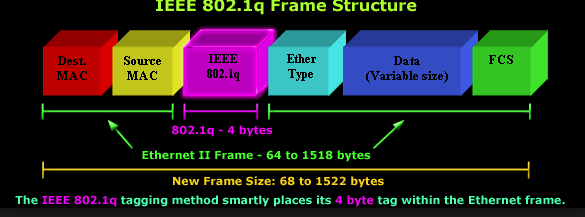 IEEE 802.1q Frame Structure
Dest. MAC
Source MAC
IEEE 802.1q
Ether Type
Data (Variable size)
FCS
802.1q - 4 bytes
Ethernet II Frame - 64 to 1518 bytes
New Frame Size: 68 to 1522 bytes
The IEEE 802.1q tagging method smartly places its 4 byte tag within the Ethernet frame.